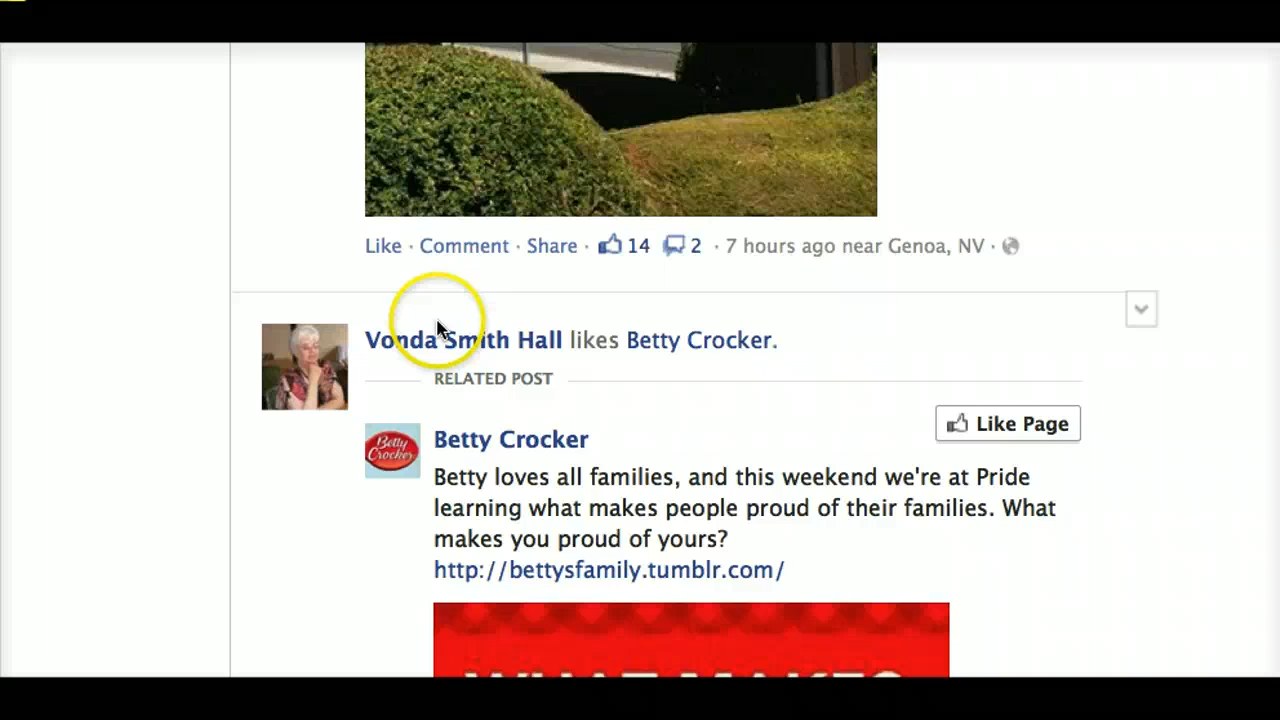 Like · Comment · Share · 14 2 · 7 hours ago near Genoa, NV ·
Vonda Smith Hall likes Betty Crocker.
RELATED POST
Like Page
Betty Crocker
Betty Crocker
Betty loves all families, and this weekend we're at Pride
learning what makes people proud of their families. What
makes you proud of yours?
http://bettysfamily.tumblr.com/
WHAT MAKES